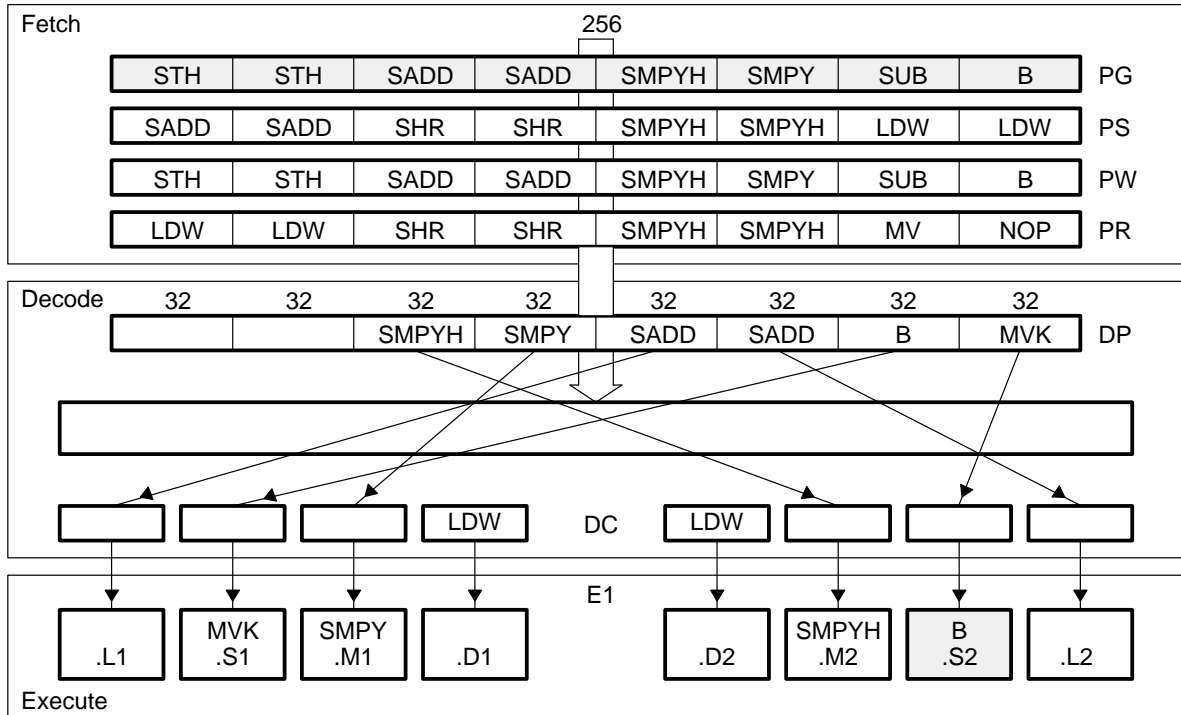 Fetch 256
STH STH SADD SADD SMPYH SMPY SUB B PG
SADD SADD SHR SHR SMPYH SMPYH LDW LDW PS
STH STH SADD SADD SMPYH SMPY SUB B PW
LDW LDW SHR SHR SMPYH SMPYH MV NOP PR
Decode 32 32 32 32 32 32 32 32
SMPYH SMPY SADD SADD B MVK DP
LDW DC LDW
E1
MVK SMPY SMPYH B
.L1 .S1 .M1 .D1 .D2 .M2 .S2 .L2
Execute